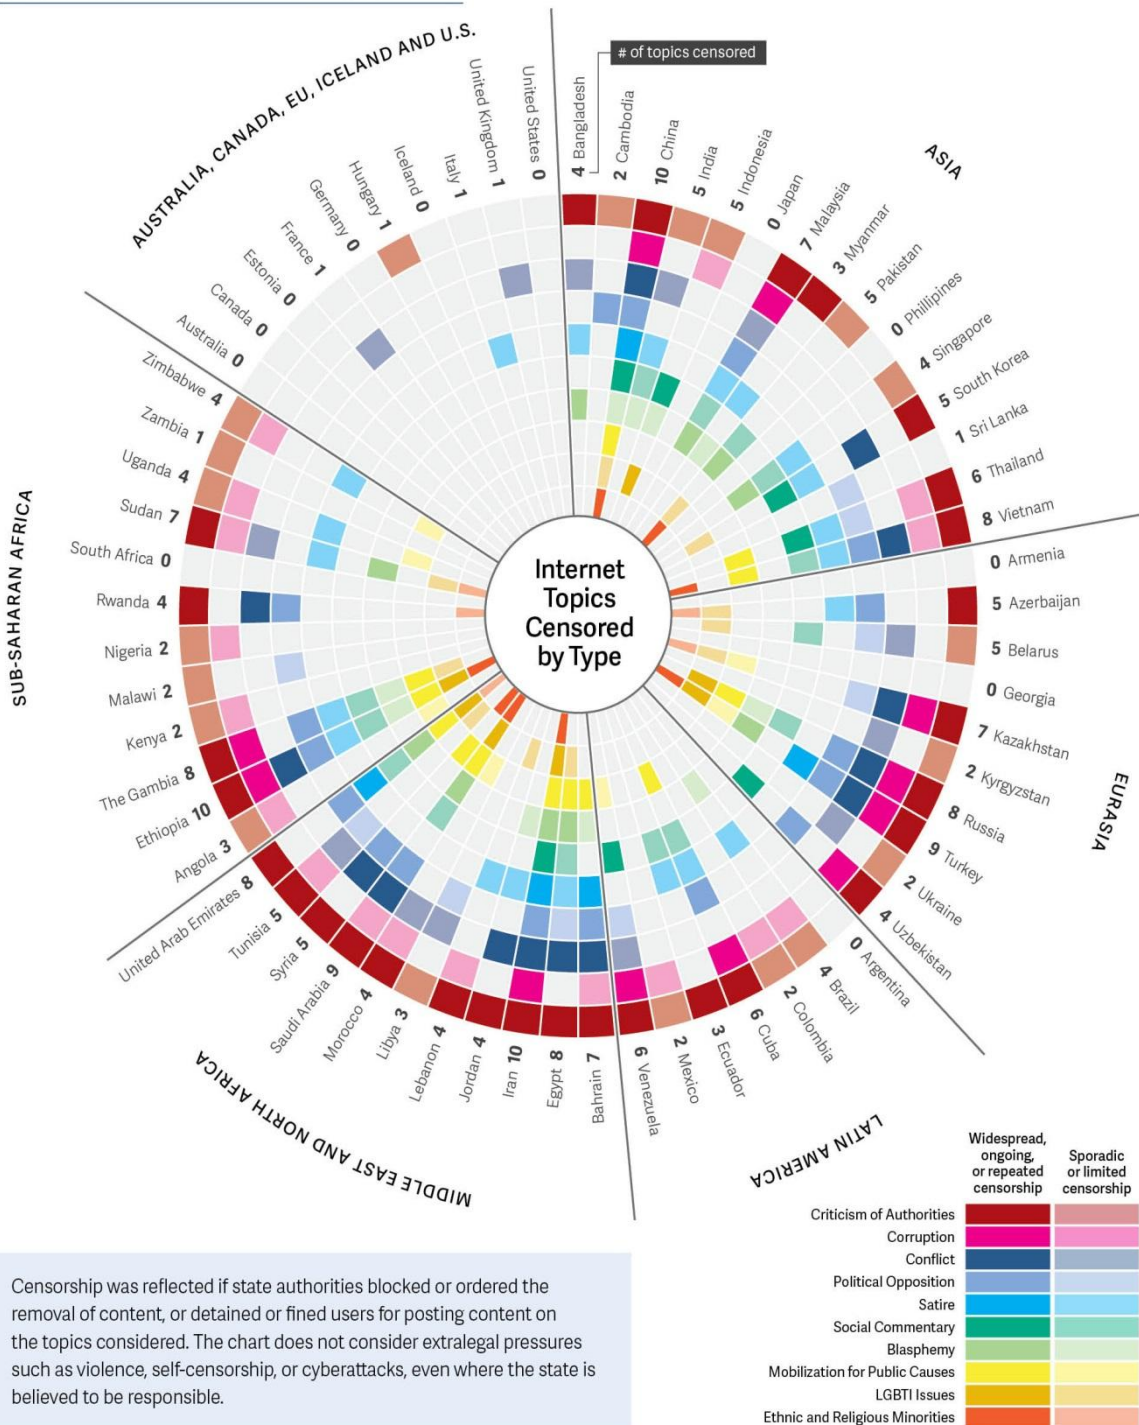 AUSTRALIA, CANADA, EU, ICELAND AND U.S.
Australia 0
Canada 0
Estonia 0
France 1
Germany 0
Hungary 1
Iceland 0
Italy 1
United Kingdom 1
United States 0
# of topics censored
ASIA
4 Bangladesh
2 Cambodia
10 China
5 India
5 Indonesia
0 Japan
7 Malaysia
3 Myanmar
5 Pakistan
0 Phillipines
4 Singapore
5 South Korea
1 Sri Lanka
6 Thailand
8 Vietnam
EURASIA
0 Armenia
5 Azerbaijan
5 Belarus
0 Georgia
7 Kazakhstan
2 Kyrgyzstan
8 Russia
9 Turkey
2 Ukraine
4 Uzbekistan
LATIN AMERICA
0 Argentina
4 Brazil
2 Colombia
6 Cuba
3 Ecuador
2 Mexico
6 Venezuela
MIDDLE EAST AND NORTH AFRICA
Bahrain 7
Egypt 8
Iran 10
Jordan 4
Lebanon 4
Libya 3
Morocco 4
Saudi Arabia 9
Syria 5
Tunisia 5
United Arab Emirates 8
SUB-SAHARAN AFRICA
Angola 3
Ethiopia 10
The Gambia 8
Kenya 2
Malawi 2
Nigeria 2
Rwanda 4
South Africa 0
Sudan 7
Uganda 4
Zambia 1
Zimbabwe 4
Internet
Topics
Censored
by Type
Widespread,
ongoing,
or repeated
censorship
Sporadic
or limited
censorship
Criticism of Authorities
Corruption
Conflict
Political Opposition
Satire
Social Commentary
Blasphemy
Mobilization for Public Causes
LGBTI Issues
Ethnic and Religious Minorities
Censorship was reflected if state authorities blocked or ordered the
removal of content, or detained or fined users for posting content on
the topics considered. The chart does not consider extralegal pressures
such as violence, self-censorship, or cyberattacks, even where the state is
believed to be responsible.